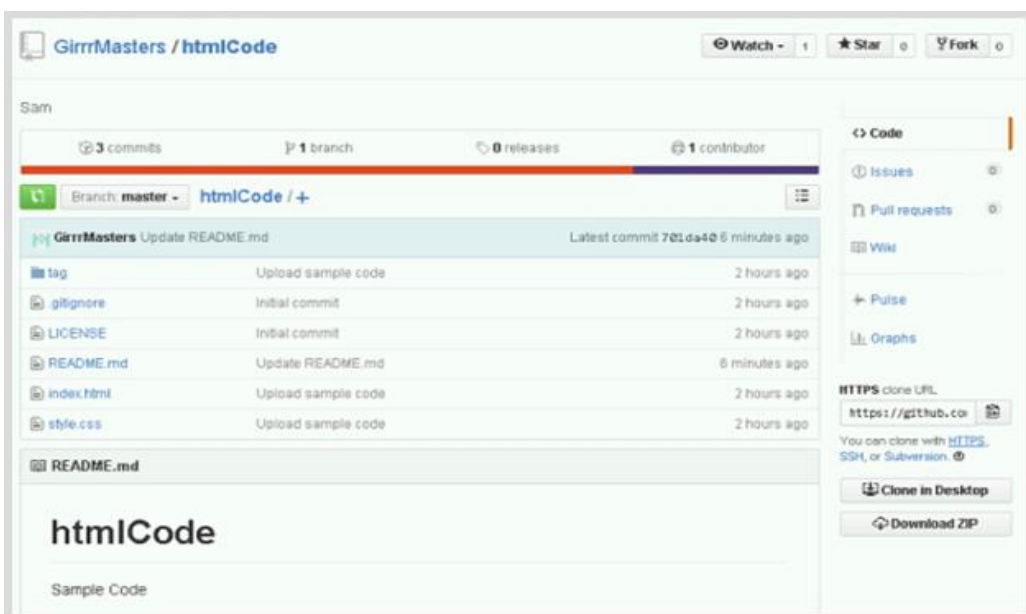 GirrrMasters / htmlCode
Watch 1 Star 0 Fork 0
Sam
3 commits 1 branch 0 releases 1 contributor
Branch: master htmlCode / +
GirrrMasters Update README.md Latest commit 701da40 6 minutes ago
tag Upload sample code 2 hours ago
.gitignore Initial commit 2 hours ago
LICENSE Initial commit 2 hours ago
README.md Update README.md 6 minutes ago
index.html Upload sample code 2 hours ago
style.css Upload sample code 2 hours ago
README.md
htmlCode
Sample Code
<> Code
Issues 0
Pull requests 0
Wiki
Pulse
Graphs
HTTPS clone URL
https://github.co
You can clone with HTTPS,
SSH, or Subversion.
Clone in Desktop
Download ZIP